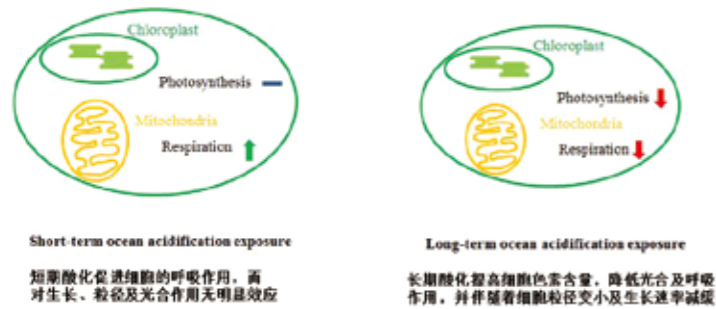 Chloroplast
Photosynthesis
Mitochondria
Respiration
Short-term ocean acidification exposure
短期酸化促进细胞的呼吸作用，而
对生长、粒径及光合作用无明显效应
Chloroplast
Photosynthesis
Mitochondria
Respiration
Long-term ocean acidification exposure
长期酸化提高细胞色素含量，降低光合及呼吸
作用，并伴随着细胞粒径变小及生长速率减缓